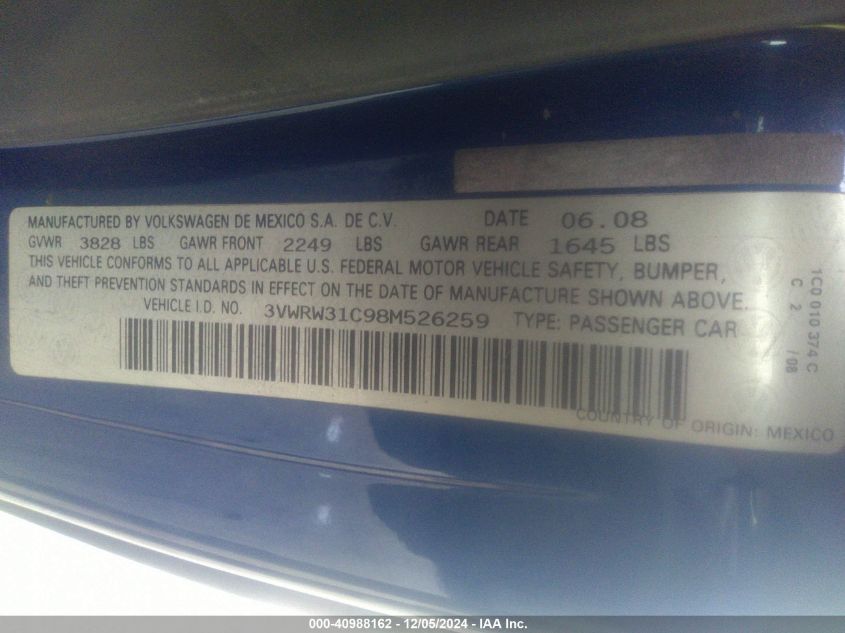 MANUFACTURED BY VOLKSWAGEN DE MEXICO S.A. DE C.V. DATE 06.08
GVWR 3828 LBS GAWR FRONT 2249 LBS GAWR REAR 1645 LBS
THIS VEHICLE CONFORMS TO ALL APPLICABLE U.S. FEDERAL MOTOR VEHICLE SAFETY, BUMPER,
AND THEFT PREVENTION STANDARDS IN EFFECT ON THE DATE OF MANUFACTURE SHOWN ABOVE.
VEHICLE I.D. NO. 3VWRW31C98M526259 TYPE: PASSENGER CAR
COUNTRY OF ORIGIN: MEXICO
1C0 010 374 C
C 2 /08
000-40988162 - 12/05/2024 - IAA Inc.